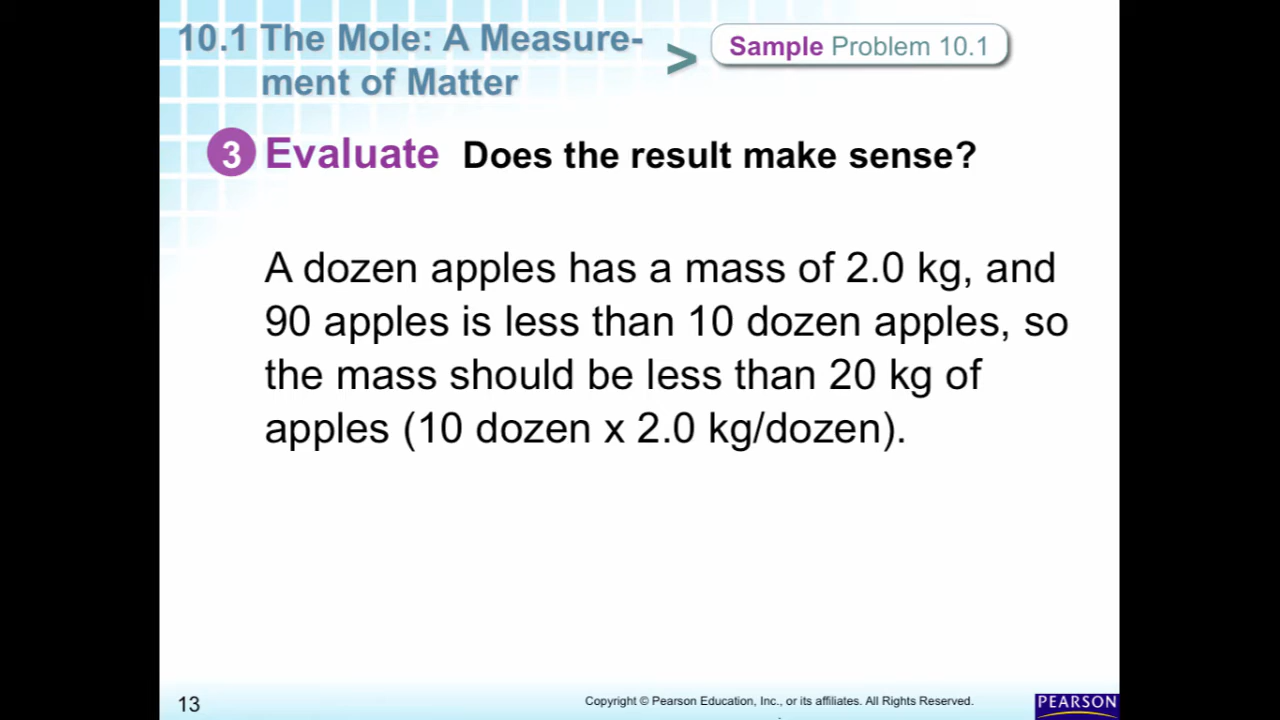 10.1 The Mole: A Measure-
ment of Matter
>
Sample Problem 10.1
3 Evaluate Does the result make sense?
A dozen apples has a mass of 2.0 kg, and
90 apples is less than 10 dozen apples, so
the mass should be less than 20 kg of
apples (10 dozen x 2.0 kg/dozen).
13
Copyright © Pearson Education, Inc., or its affiliates. All Rights Reserved.
PEARSON